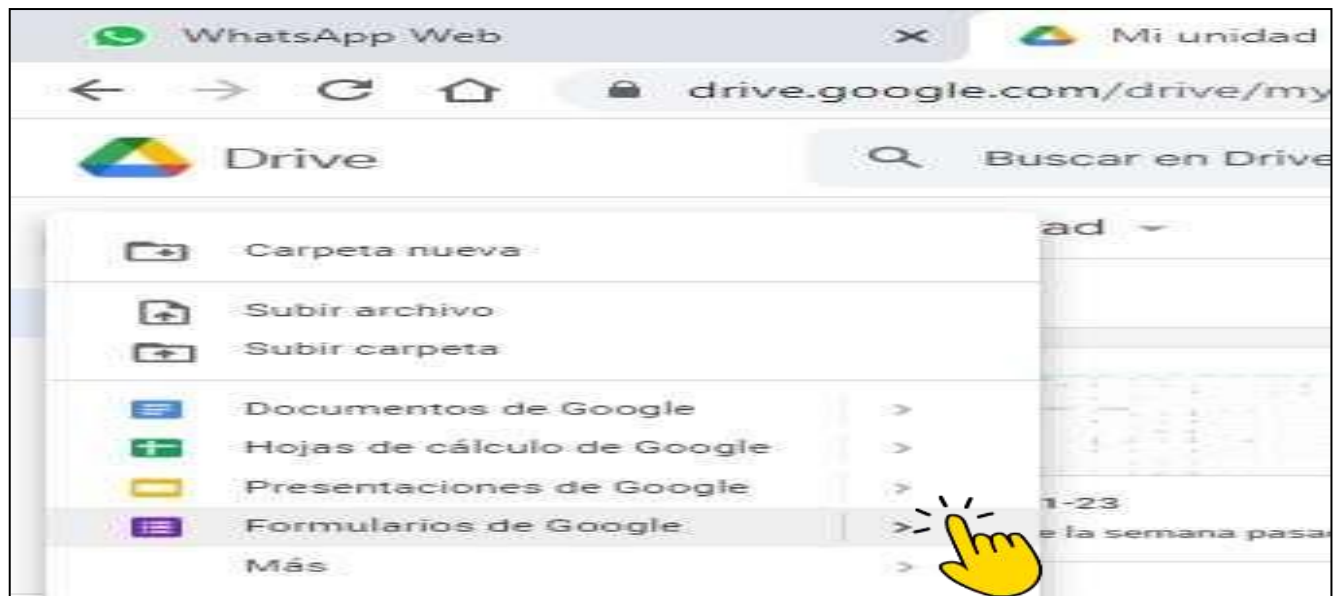 WhatsApp Web
Mi unidad
drive.google.com/drive/my
Drive
Buscar en Drive
ad
Carpeta nueva
Subir archivo
Subir carpeta
Documentos de Google
Hojas de cálculo de Google
Presentaciones de Google
Formularios de Google
1-23
e la semana pasa
Más